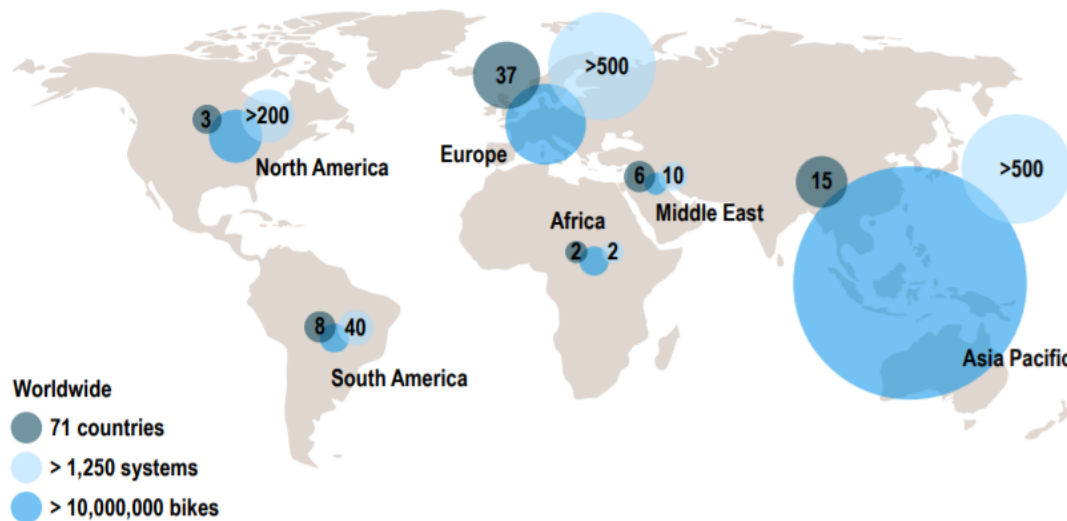 37
>500
3
>200
North America
Europe
6
10
Middle East
15
>500
Africa
2
2
8
40
South America
Asia Pacific
Worldwide
71 countries
> 1,250 systems
> 10,000,000 bikes